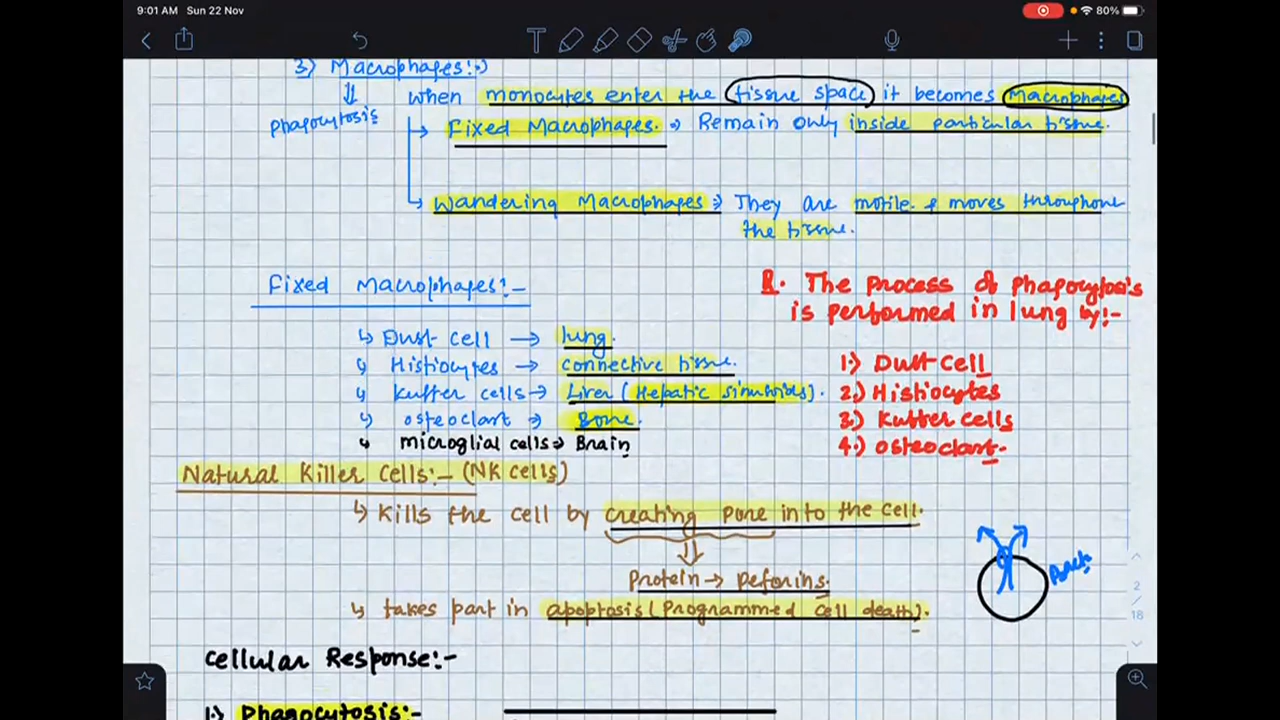 9:01 AM Sun 22 Nov
80%
T
3) Macrophages:-)
when monocytes enter the tissue space it becomes Macrophages
phagocytosis
Fixed Macrophages. → Remain only inside particular tissue.
Wandering Macrophages → They are motile & moves throughout
the tissue.
Fixed Macrophages:-
Dust cell → lung
Histiocytes → connective tissue.
Kuffer cells → Liver (Hepatic sinusoids).
osteoclart → Bone.
microglial cells → Brain
Q. The process of phagocytosis
is performed in lung by:-
1.) Dust cell
2.) Histiocytes
3.) Kuffer cells
4.) osteoclart.
Natural Killer Cells:- (NK cells)
Kills the cell by creating pore into the cell.
Protein → Peforins.
takes part in apoptosis (Programmed cell death).
2
/
18
Cellular Response:-
1.) Phagocytosis:-